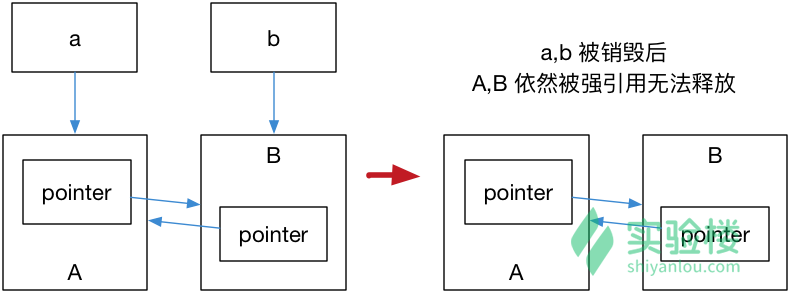 a
b
a,b 被销毁后
A,B 依然被强引用无法释放
B
pointer
pointer
A
B
pointer
pointer
A
实验楼
shiyanlou.com